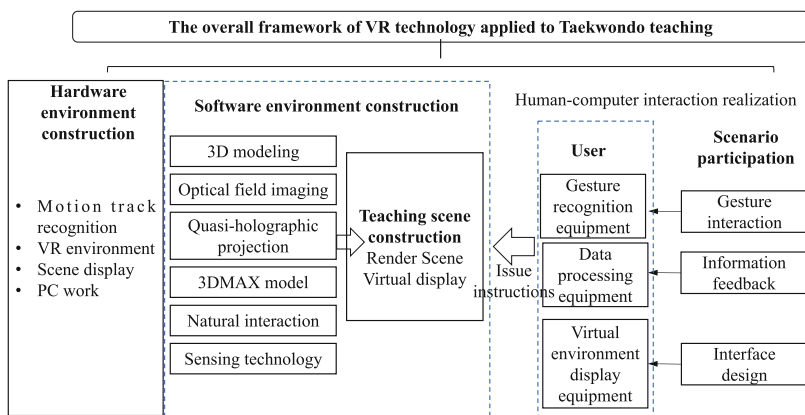 The overall framework of VR technology applied to Taekwondo teaching
Hardware
environment
construction
• Motion track
recognition
• VR environment
• Scene display
• PC work
Software environment construction
3D modeling
Optical field imaging
Quasi-holographic
projection
3DMAX model
Natural interaction
Sensing technology
Teaching scene
construction
Render Scene
Virtual display
Issue
instructions
Human-computer interaction realization
User
Gesture
recognition
equipment
Data
processing
equipment
Virtual
environment
display
equipment
Scenario
participation
Gesture
interaction
Information
feedback
Interface
design